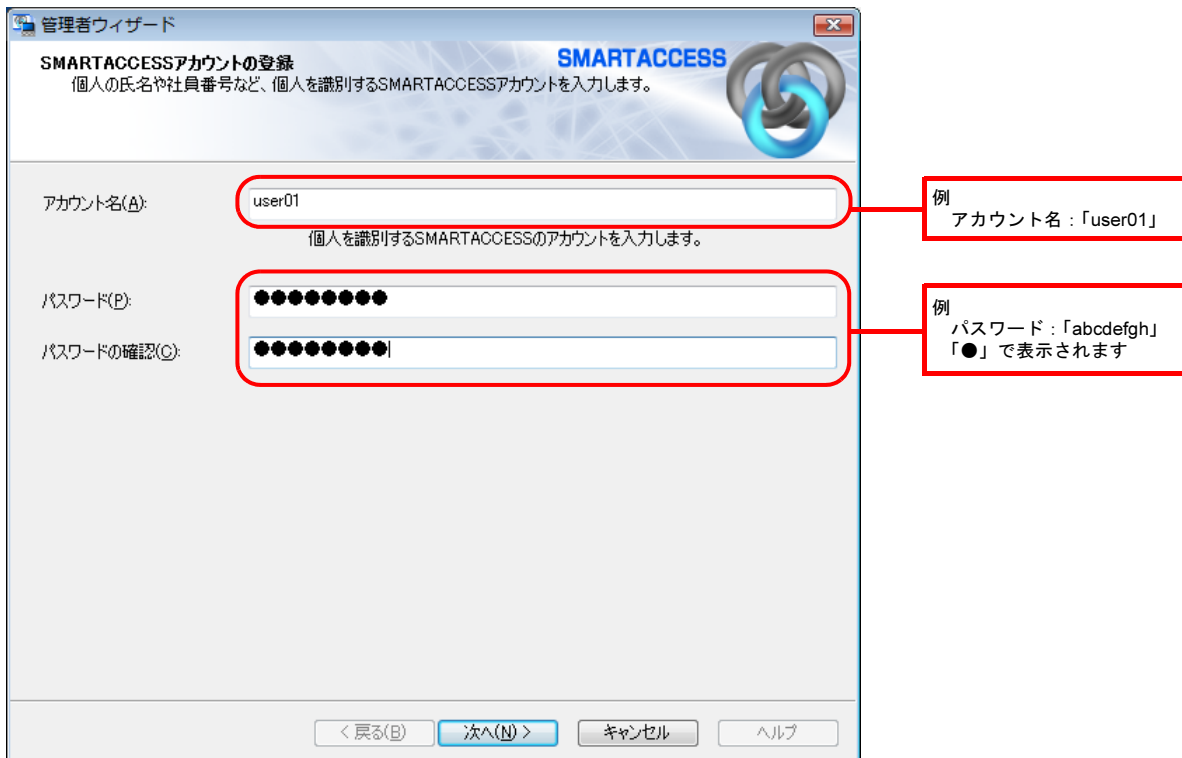 管理者ウィザード
SMARTACCESSアカウントの登録
SMARTACCESS
個人の氏名や社員番号など、個人を識別するSMARTACCESSアカウントを入力します。
アカウント名(A):
user01
個人を識別するSMARTACCESSのアカウントを入力します。
パスワード(P):
●●●●●●●●
パスワードの確認(C):
●●●●●●●●
例
アカウント名:「user01」
例
パスワード:「abcdefgh」
「●」で表示されます
< 戻る(B)
次へ(N) >
キャンセル
ヘルプ